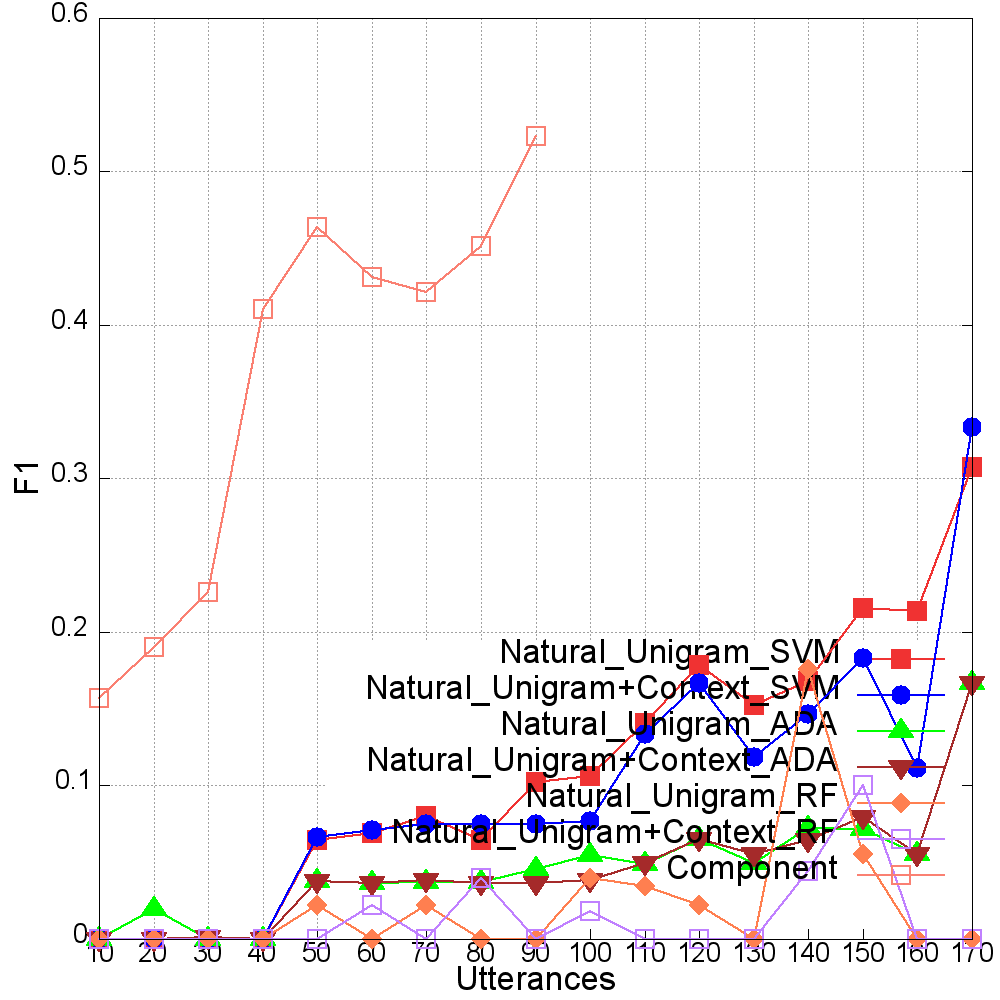 0.6
0.5
0.4
0.3
0.2
0.1
0
F1
Natural_Unigram_SVM
Natural_Unigram+Context_SVM
Natural_Unigram_ADA
Natural_Unigram+Context_ADA
Natural_Unigram_RF
Natural_Unigram+Context_RF
Component
10 20 30 40 50 60 70 80 90 100 110 120 130 140 150 160 170
Utterances